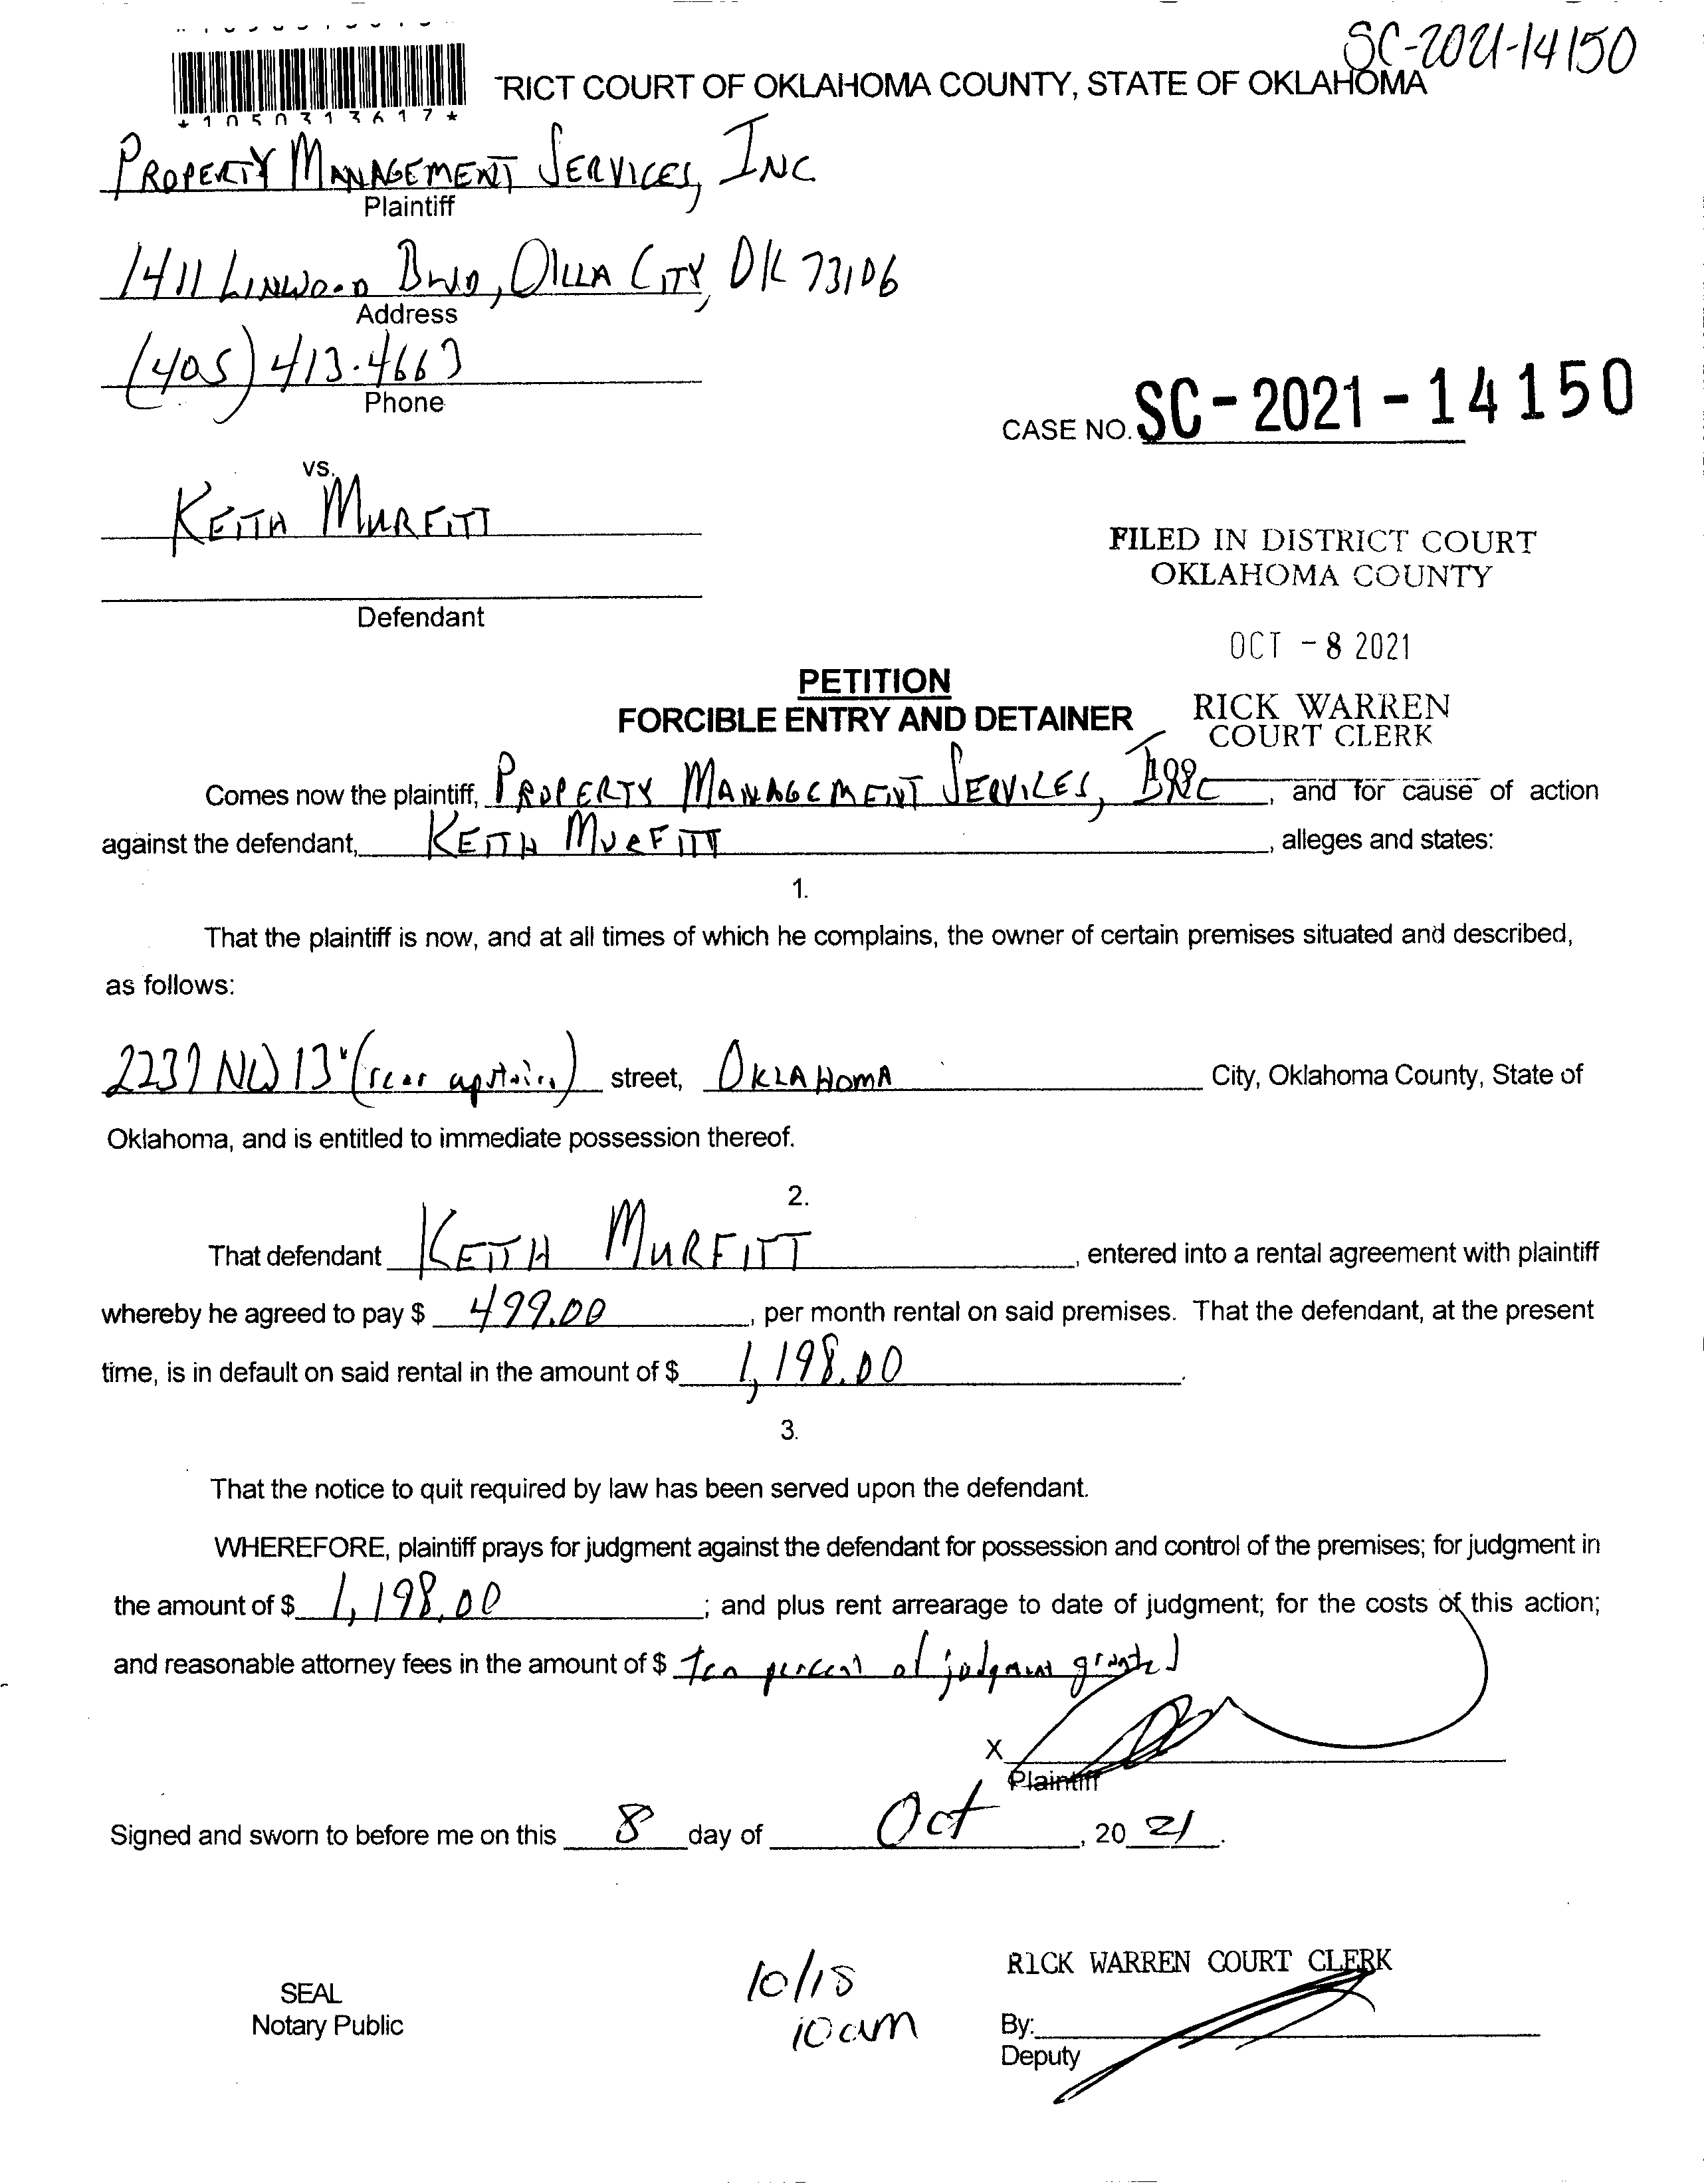 SC-2021-14150
RICT COURT OF OKLAHOMA COUNTY, STATE OF OKLAHOMA
*1050313617*
PROPERTY MANAGEMENT SERVICES, INC
Plaintiff
1411 LINWOOD BLVD, OKLA CITY, OK 73106
Address
(405) 413.4663
Phone
CASE NO. SC-2021-14150
vs.
KEITH MURFITT
Defendant
FILED IN DISTRICT COURT
OKLAHOMA COUNTY
OCT -8 2021
RICK WARREN
COURT CLERK
PETITION
FORCIBLE ENTRY AND DETAINER
Comes now the plaintiff, PROPERTY MANAGEMENT SERVICES, INC, and for cause of action
against the defendant, KEITH MURFITT, alleges and states:
1.
That the plaintiff is now, and at all times of which he complains, the owner of certain premises situated and described,
as follows:
NW 13th (rear upstairs) street, OKLAHOMA City, Oklahoma County, State of
Oklahoma, and is entitled to immediate possession thereof.
2.
That defendant KEITH MURFITT, entered into a rental agreement with plaintiff
whereby he agreed to pay $ 499.00, per month rental on said premises. That the defendant, at the present
time, is in default on said rental in the amount of $ 1,198.00.
3.
That the notice to quit required by law has been served upon the defendant.
WHEREFORE, plaintiff prays for judgment against the defendant for possession and control of the premises; for judgment in
the amount of $ 1,198.00; and plus rent arrearage to date of judgment; for the costs of this action;
and reasonable attorney fees in the amount of $ ten percent of judgment granted
X
Plaintiff
Signed and sworn to before me on this 8 day of Oct, 20 21.
SEAL
Notary Public
10/18
10am
RICK WARREN COURT CLERK
By:
Deputy